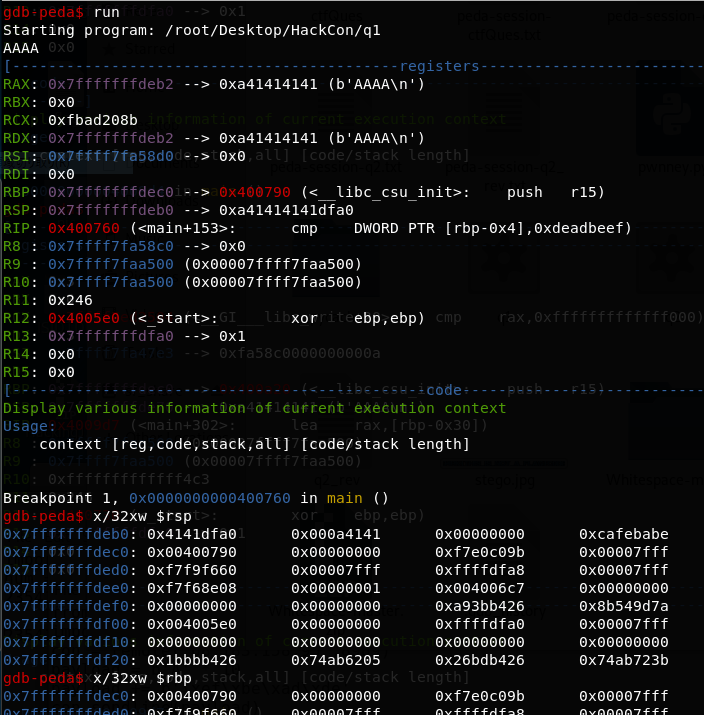 gdb-peda$ run
Starting program: /root/Desktop/HackCon/q1
AAAA
[----------------------------------registers-----------------------------------
RAX: 0x7fffffffdeb2 --> 0xa41414141 (b'AAAA\n')
RBX: 0x0
RCX: 0xfbad208b
RDX: 0x7fffffffdeb2 --> 0xa41414141 (b'AAAA\n')
RSI: 0x7ffff7fa58d0 --> 0x0
RDI: 0x0
RBP: 0x7fffffffdec0 --> 0x400790 (<__libc_csu_init>: push r15)
RSP: 0x7fffffffdeb0 --> 0xa41414141dfa0
RIP: 0x400760 (<main+153>: cmp DWORD PTR [rbp-0x4],0xdeadbeef)
R8 : 0x7ffff7fa58c0 --> 0x0
R9 : 0x7ffff7faa500 (0x00007ffff7faa500)
R10: 0x7ffff7faa500 (0x00007ffff7faa500)
R11: 0x246
R12: 0x4005e0 (<_start>: xor ebp,ebp)
R13: 0x7fffffffdfa0 --> 0x1
R14: 0x0
R15: 0x0
[-------------------------------------code-------------------------------------
Display various information of current execution context
Usage:
context [reg,code,stack,all] [code/stack length]
Breakpoint 1, 0x0000000000400760 in main ()
gdb-peda$ x/32xw $rsp
0x7fffffffdeb0: 0x4141dfa0 0x000a4141 0x00000000 0xcafebabe
0x7fffffffdec0: 0x00400790 0x00000000 0xf7e0c09b 0x00007fff
0x7fffffffded0: 0xf7f9f660 0x00007fff 0xffffdfa8 0x00007fff
0x7fffffffdee0: 0xf7f68e08 0x00000001 0x004006c7 0x00000000
0x7fffffffdef0: 0x00000000 0x00000000 0xa93bb426 0x8b549d7a
0x7fffffffdf00: 0x004005e0 0x00000000 0xffffdfa0 0x00007fff
0x7fffffffdf10: 0x00000000 0x00000000 0x00000000 0x00000000
0x7fffffffdf20: 0x1bbbb426 0x74ab6205 0x26bdb426 0x74ab723b
gdb-peda$ x/32xw $rbp
0x7fffffffdec0: 0x00400790 0x00000000 0xf7e0c09b 0x00007fff
0x7fffffffded0: 0xf7f9f660 0x00007fff 0xffffdfa8 0x00007fff